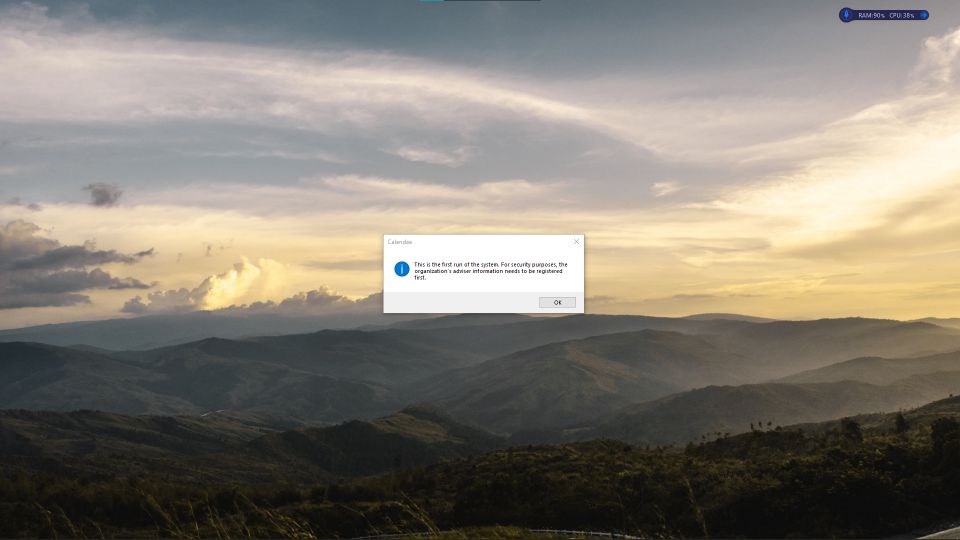 RAM:90% CPU:38%
Calendae
This is the first run of the system. For security purposes, the
organization's adviser information needs to be registered
first.
OK